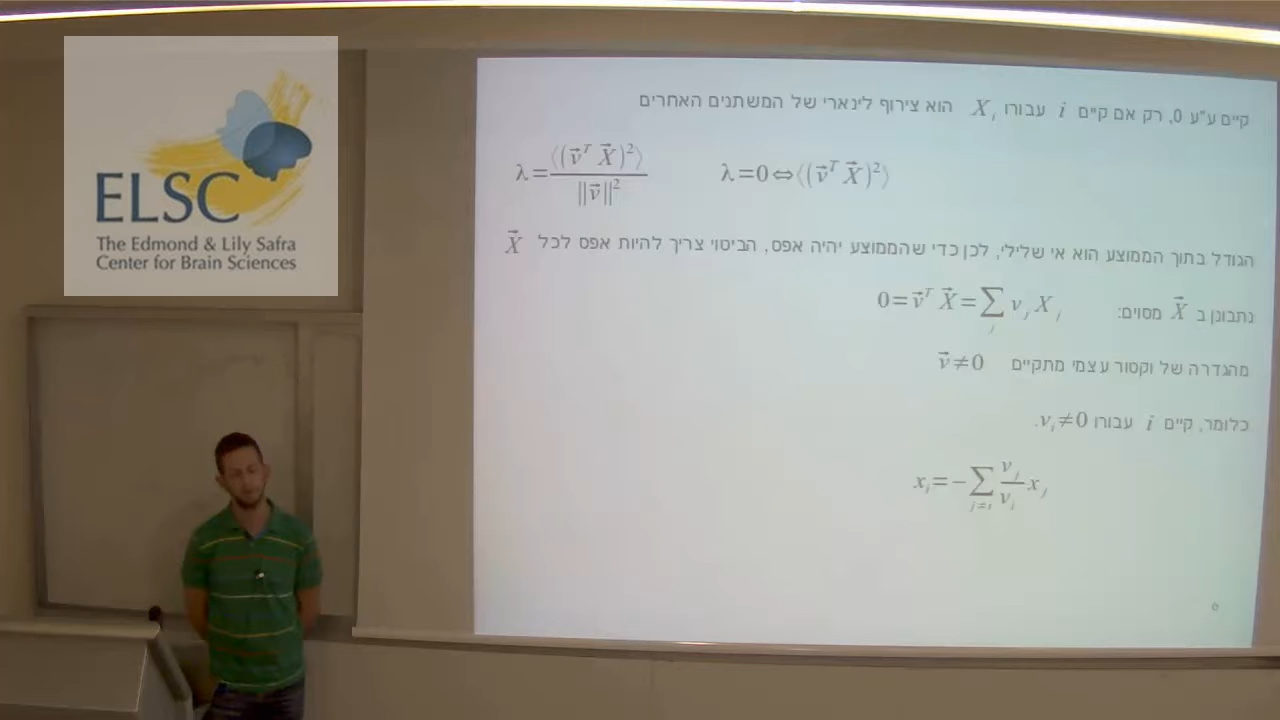 ELSC
The Edmond & Lily Safra
Center for Brain Sciences
קיים ע"ע 0, רק אם קיים i עבורו X_i הוא צירוף לינארי של המשתנים האחרים
λ=⟨(v⃗^T X⃗)²⟩/||v⃗||² λ=0⇔⟨(v⃗^T X⃗)²⟩
הגודל בתוך הממוצע הוא אי שלילי, לכן כדי שהממוצע יהיה אפס, הביטוי צריך להיות אפס לכל X⃗
נתבונן ב X⃗ מסוים: 0=v⃗^T X⃗=∑_j v_j X_j
מהגדרה של וקטור עצמי מתקיים v⃗≠0
כלומר, קיים i עבורו v_i≠0.
x_i=-∑_{j≠i} v_j/v_i x_j
6